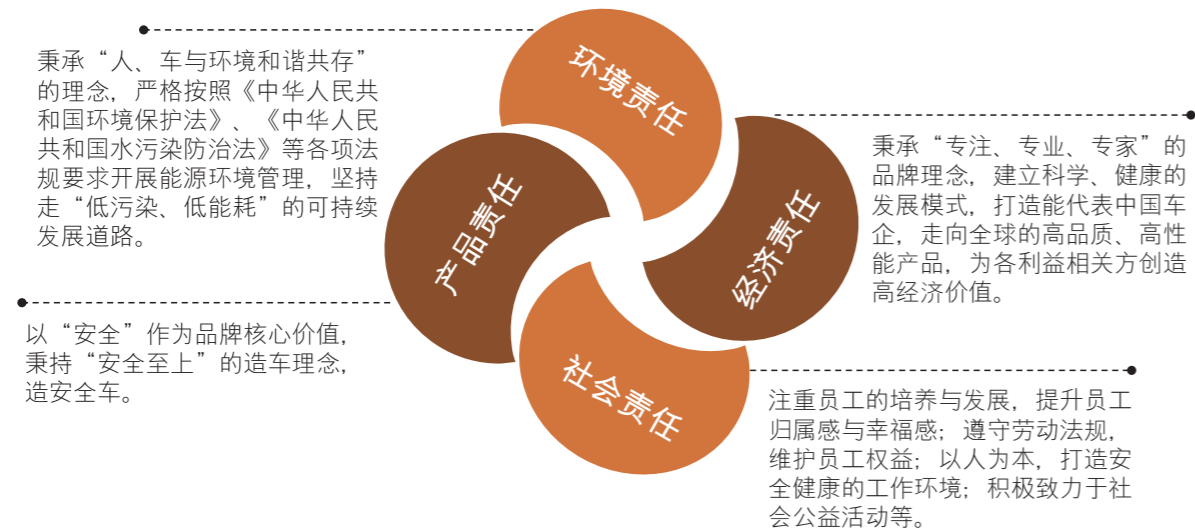 环境责任
秉承“人、车与环境和谐共存”
的理念，严格按照《中华人民共
和国环境保护法》、《中华人民
共和国水污染防治法》等各项法
规要求开展能源环境管理，坚持
走“低污染、低能耗”的可持续
发展道路。
经济责任
秉承“专注、专业、专家”的
品牌理念，建立科学、健康的
发展模式，打造能代表中国车
企，走向全球的高品质、高性
能产品，为各利益相关方创造
高经济价值。
产品责任
以“安全”作为品牌核心价值，
秉持“安全至上”的造车理念，
造安全车。
社会责任
注重员工的培养与发展，提升员工
归属感与幸福感；遵守劳动法规，
维护员工权益；以人为本，打造安
全健康的工作环境；积极致力于社
会公益活动等。